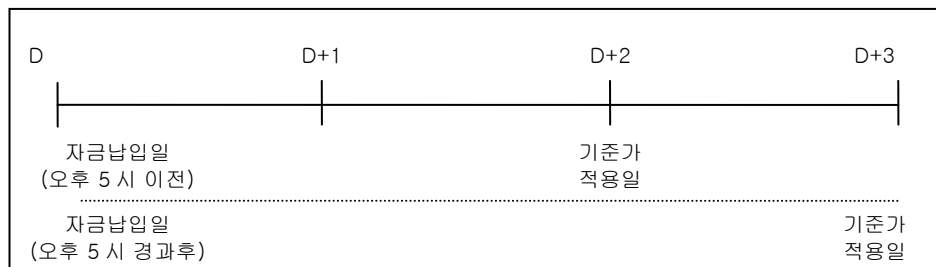 D D+1 D+2 D+3
자금납입일 기준가
(오후 5 시 이전) 적용일
자금납입일 기준가
(오후 5 시 경과후) 적용일